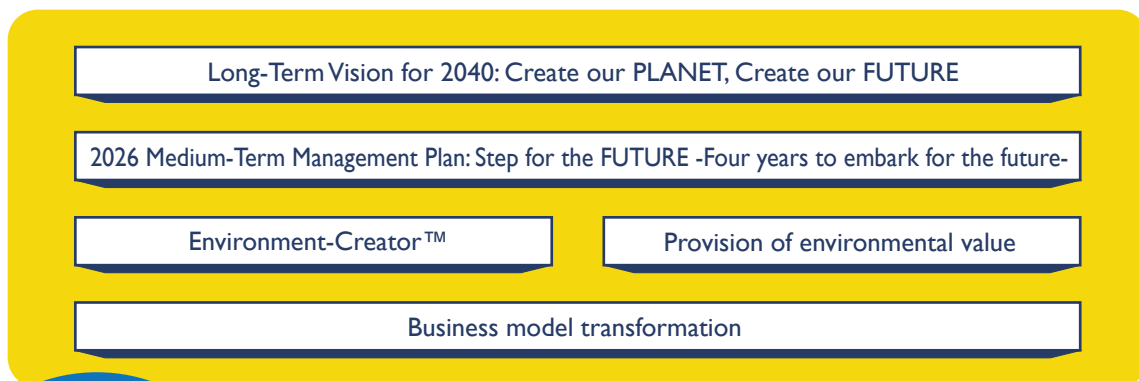 Long-Term Vision for 2040: Create our PLANET, Create our FUTURE
2026 Medium-Term Management Plan: Step for the FUTURE -Four years to embark for the future-
Environment-Creator™
Provision of environmental value
Business model transformation